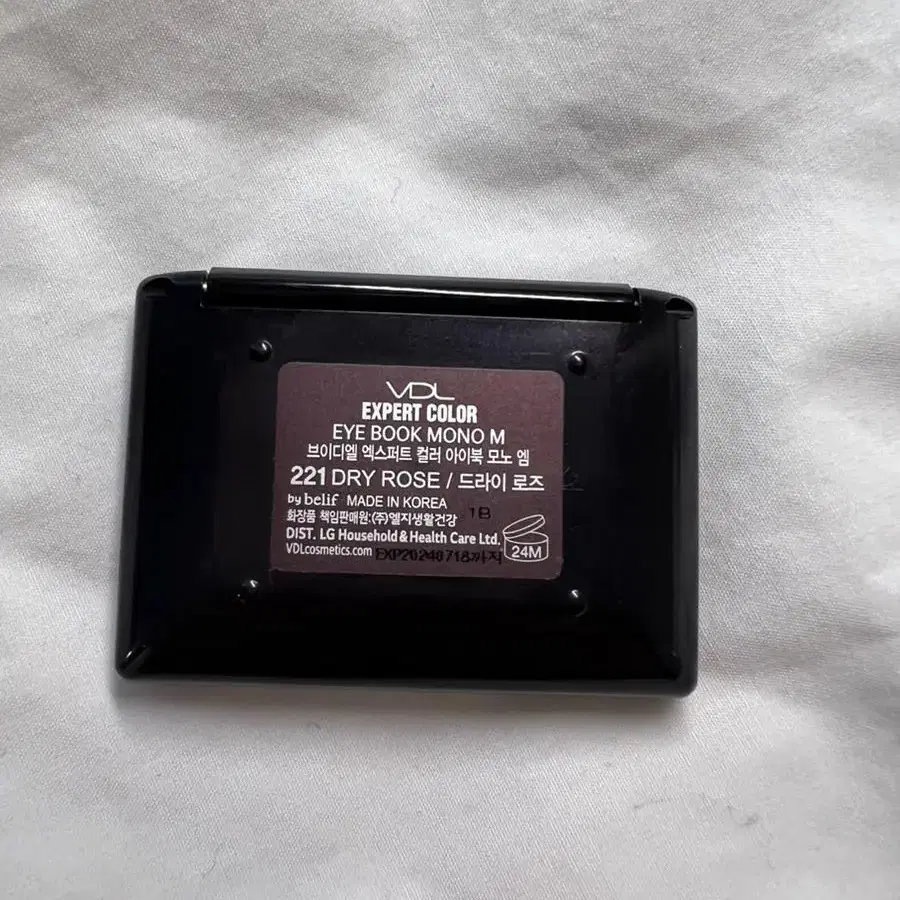 VDL
EXPERT COLOR
EYE BOOK MONO M
브이디엘 엑스퍼트 컬러 아이북 모노 엠
221 DRY ROSE / 드라이 로즈
by belif MADE IN KOREA
화장품 책임판매원:(주)엘지생활건강 1B
DIST. LG Household & Health Care Ltd.
VDLcosmetics.com EXP20240718까지
24M